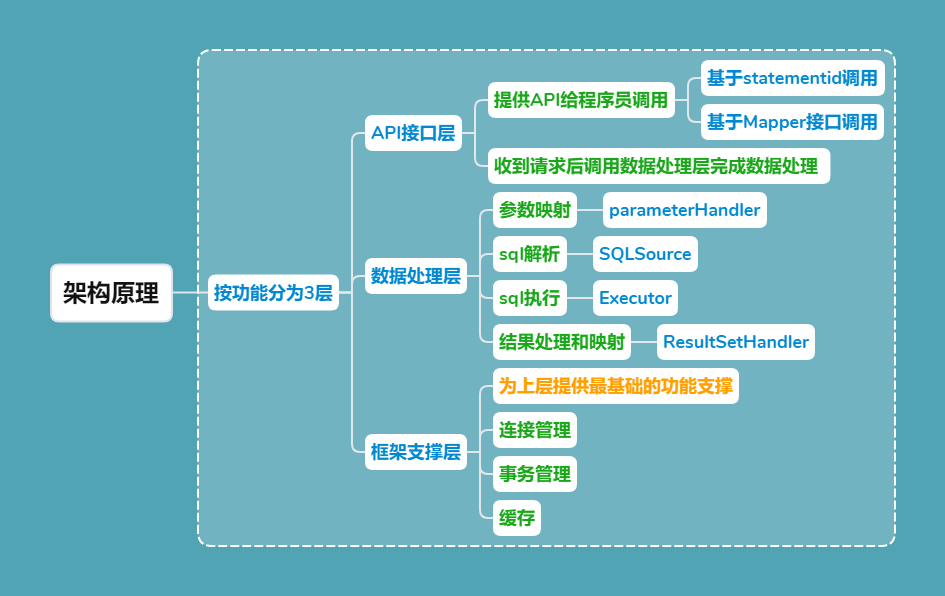 架构原理
按功能分为3层
API接口层
提供API给程序员调用
基于statementid调用
基于Mapper接口调用
收到请求后调用数据处理层完成数据处理
数据处理层
参数映射
parameterHandler
sql解析
SQLSource
sql执行
Executor
结果处理和映射
ResultSetHandler
框架支撑层
为上层提供最基础的功能支撑
连接管理
事务管理
缓存